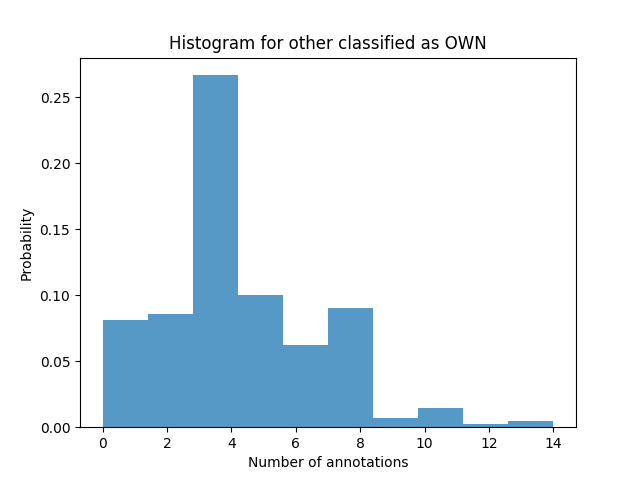 Histogram for other classified as OWN
Probability
0.25
0.20
0.15
0.10
0.05
0.00
0 2 4 6 8 10 12 14
Number of annotations